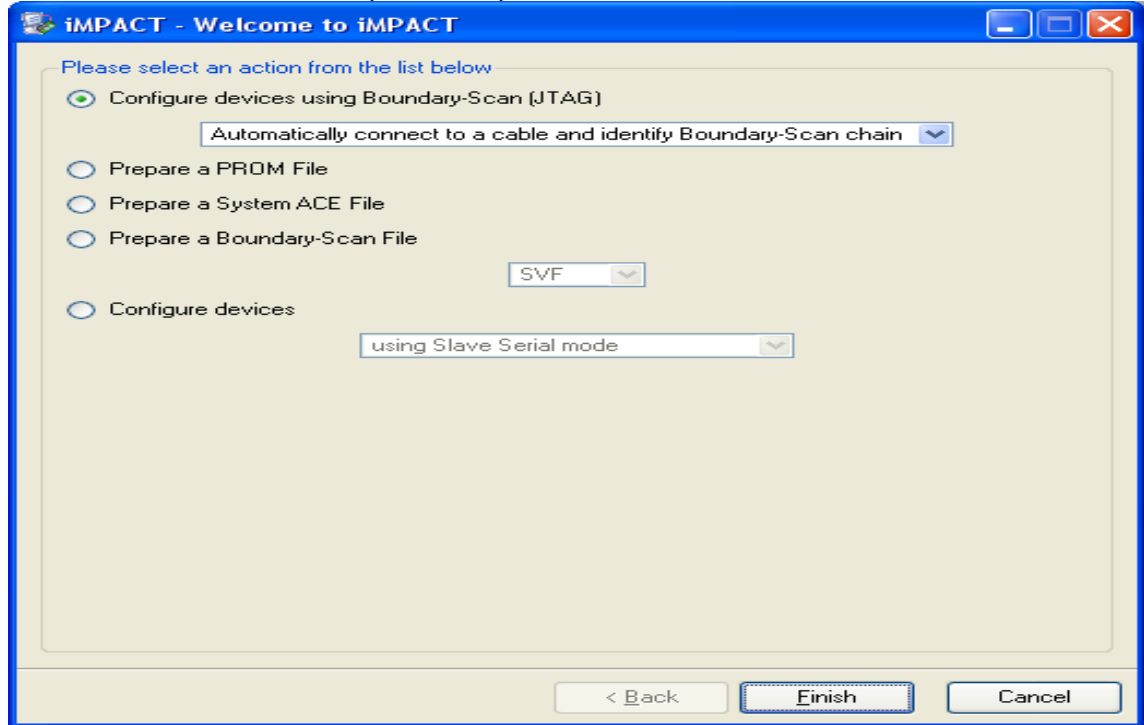 iMPACT - Welcome to iMPACT
Please select an action from the list below
Configure devices using Boundary-Scan (JTAG)
Automatically connect to a cable and identify Boundary-Scan chain
Prepare a PROM File
Prepare a System ACE File
Prepare a Boundary-Scan File
SVF
Configure devices
using Slave Serial mode
< Back Finish Cancel